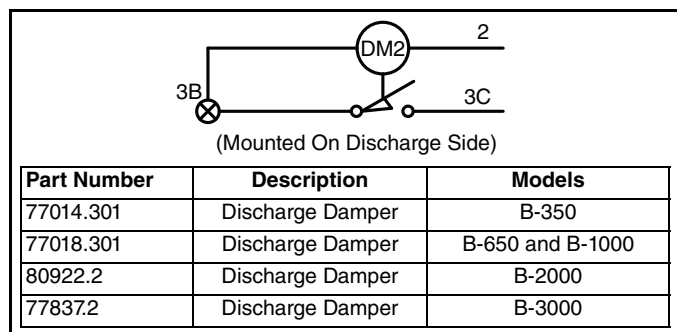 2
DM2
3B
3C
(Mounted On Discharge Side)
Part Number Description Models
77014.301 Discharge Damper B-350
77018.301 Discharge Damper B-650 and B-1000
80922.2 Discharge Damper B-2000
77837.2 Discharge Damper B-3000